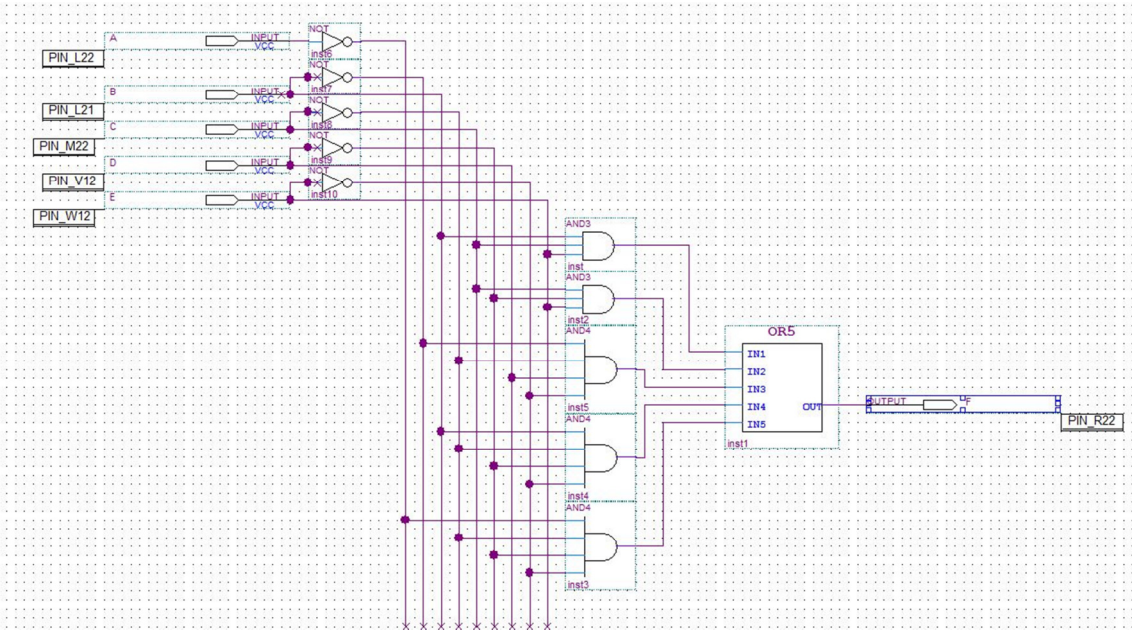 NOT
A
INPUT
VCC
PIN_L22
inst6
NOT
B
INPUT
VCC
inst7
PIN_L21
NOT
C
INPUT
VCC
inst8
PIN_M22
NOT
D
INPUT
VCC
inst9
PIN_V12
NOT
E
INPUT
VCC
inst10
PIN_W12
AND3
inst
AND3
inst2
AND4
inst5
AND4
inst4
AND4
inst3
OR5
IN1
IN2
IN3
IN4
OUT
IN5
inst1
OUTPUT
F
PIN_R22